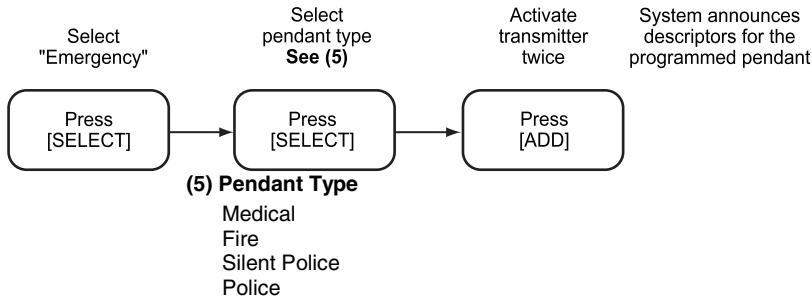 Select
"Emergency"
Select
pendant type
See (5)
Activate
transmitter
twice
System announces
descriptors for the
programmed pendant
Press
[SELECT]
Press
[SELECT]
Press
[ADD]
(5) Pendant Type
Medical
Fire
Silent Police
Police